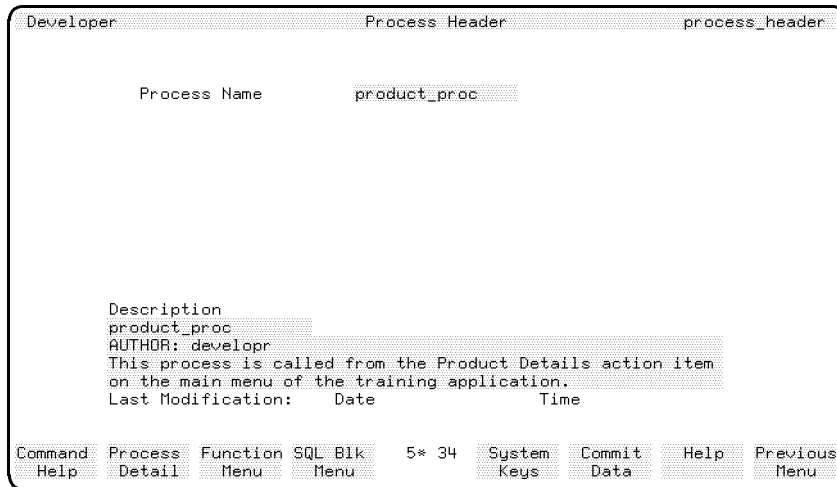 Developer Process Header process_header
Process Name product_proc
Description
product_proc
AUTHOR: developr
This process is called from the Product Details action item
on the main menu of the training application.
Last Modification: Date Time
Command Process Function SQL Blk 5* 34 System Commit Help Previous
Help Detail Menu Menu Keys Data Menu